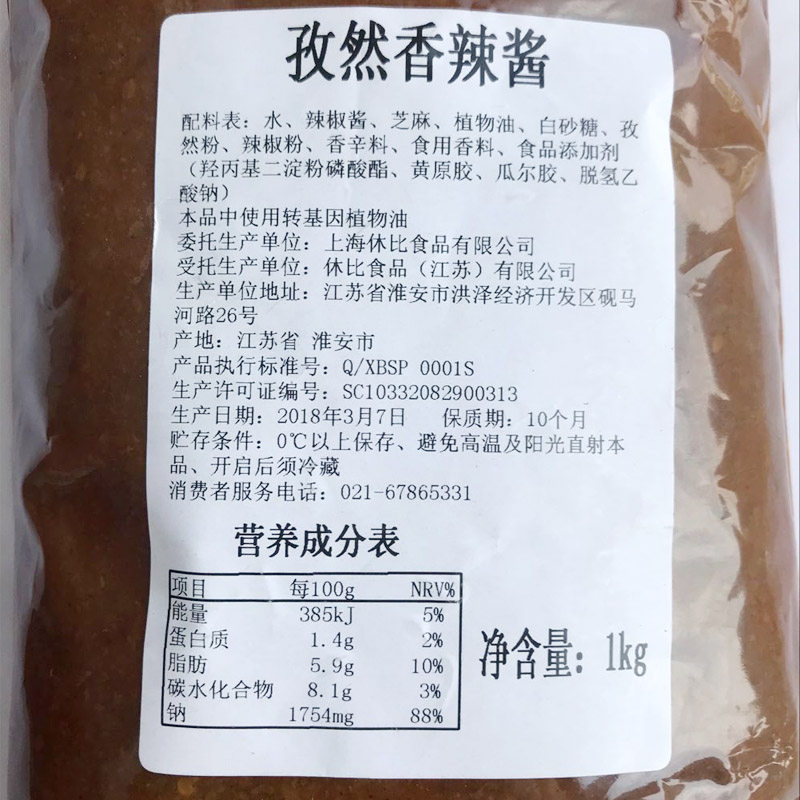 孜然香辣酱
配料表：水、辣椒酱、芝麻、植物油、白砂糖、孜
然粉、辣椒粉、香辛料、食用香料、食品添加剂
（羟丙基二淀粉磷酸酯、黄原胶、瓜尔胶、脱氢乙
酸钠）
本品中使用转基因植物油
委托生产单位：上海休比食品有限公司
受托生产单位：休比食品（江苏）有限公司
生产单位地址：江苏省淮安市洪泽经济开发区砚马
河路26号
产地：江苏省 淮安市
产品执行标准号：Q/XBSP 0001S
生产许可证编号：SC10332082900313
生产日期：2018年3月7日 保质期：10个月
贮存条件：0℃以上保存、避免高温及阳光直射本
品、开启后须冷藏
消费者服务电话：021-67865331
营养成分表
项目 每100g NRV%
能量 385kJ 5%
蛋白质 1.4g 2%
脂肪 5.9g 10%
碳水化合物 8.1g 3%
钠 1754mg 88%
净含量：1kg